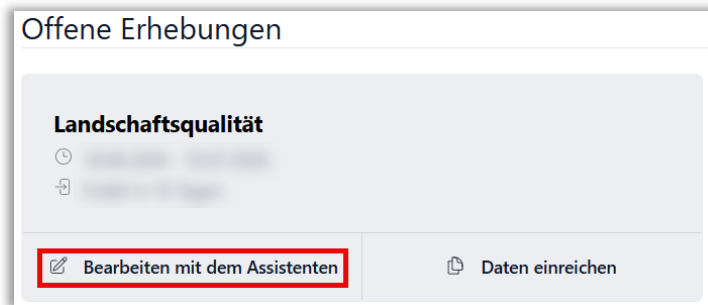 Offene Erhebungen
Landschaftsqualität
Bearbeiten mit dem Assistenten
Daten einreichen